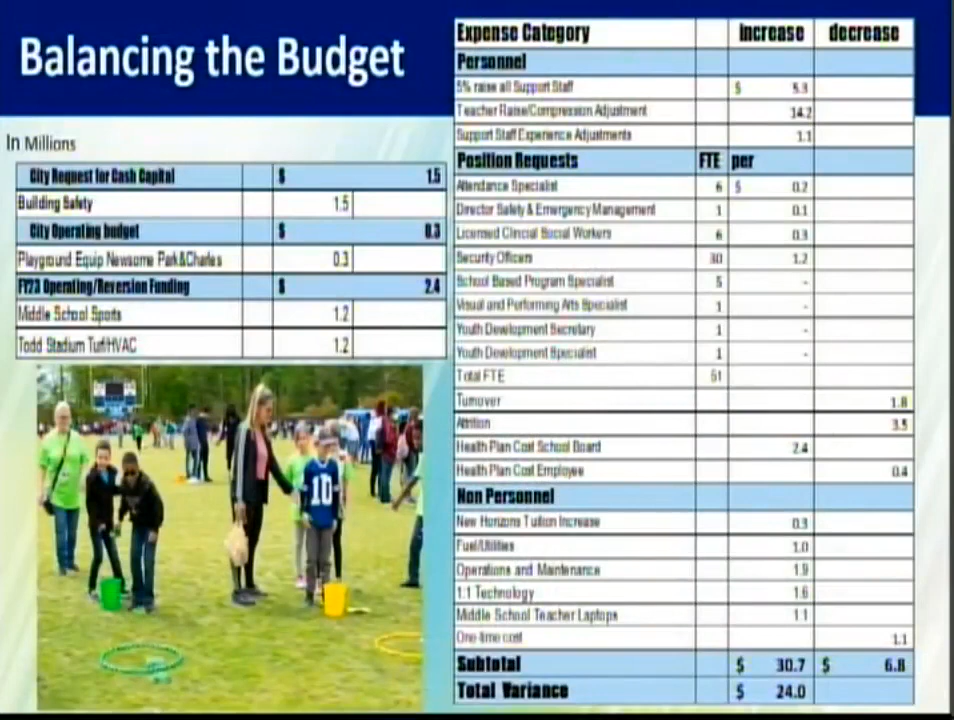 Balancing the Budget
In Millions
City Request for Cash Capital $ 1.5
Building Safety 1.5
City Operating budget $ 0.3
Playground Equip Newsome Park&Charles 0.3
FY23 Operating/Reversion Funding $ 2.4
Middle School Sports 1.2
Todd Stadium Turf/HVAC 1.2
Expense Category increase decrease
Personnel
5% raise all Support Staff $ 5.3
Teacher Raise/Compression Adjustment 14.2
Support Staff Experience Adjustments 1.1
Position Requests FTE per
Attendance Specialist 6 $ 0.2
Director Safety & Emergency Management 1 0.1
Licensed Clincial Social Workers 6 0.3
Security Officers 30 1.2
School Based Program Specialist 5 -
Visual and Performing Arts Specialist 1 -
Youth Development Secretary 1 -
Youth Development Specialist 1 -
Total FTE 51
Turnover 1.8
Attrition 3.5
Health Plan Cost School Board 2.4
Health Plan Cost Employee 0.4
Non Personnel
New Horizons Tuition Increase 0.3
Fuel/Utilities 1.0
Operations and Maintenance 1.9
1:1 Technology 1.6
Middle School Teacher Laptops 1.1
One-time cost 1.1
Subtotal $ 30.7 $ 6.8
Total Variance $ 24.0
10